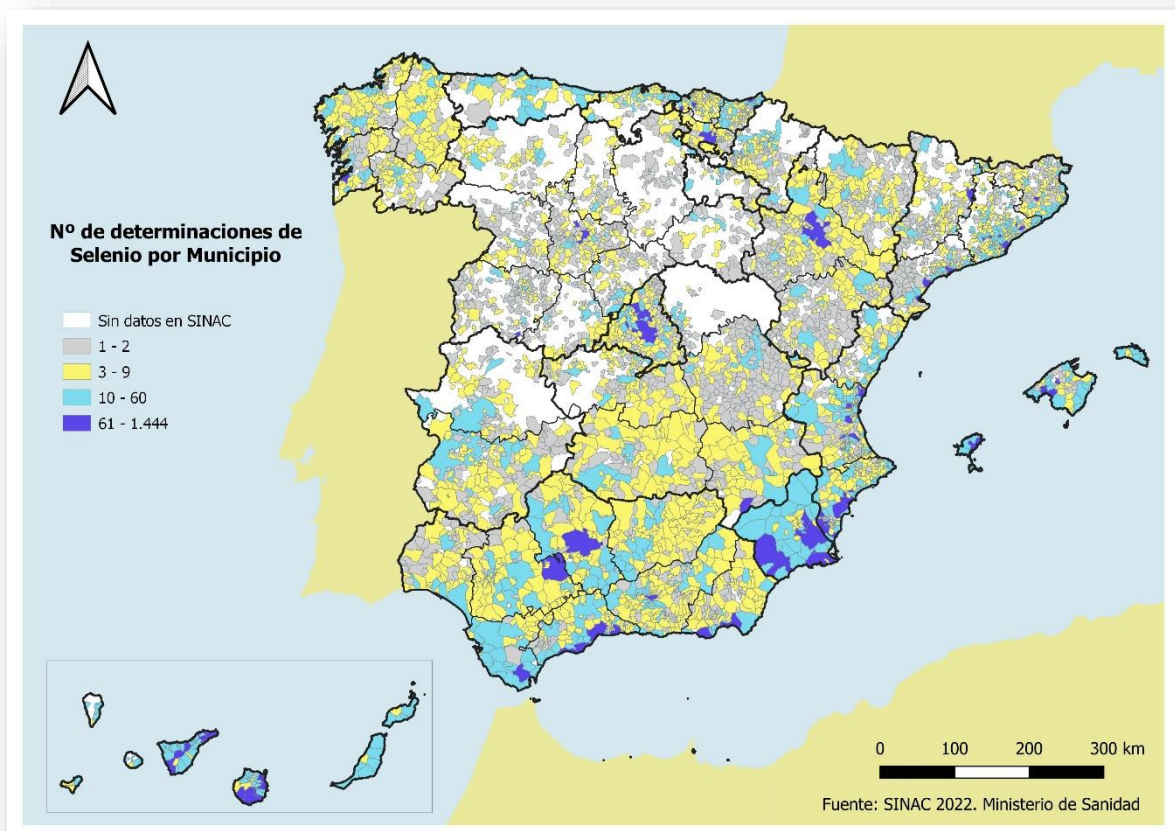 Nº de determinaciones de
Selenio por Municipio
Sin datos en SINAC
1 - 2
3 - 9
10 - 60
61 - 1.444
0 100 200 300 km
Fuente: SINAC 2022. Ministerio de Sanidad